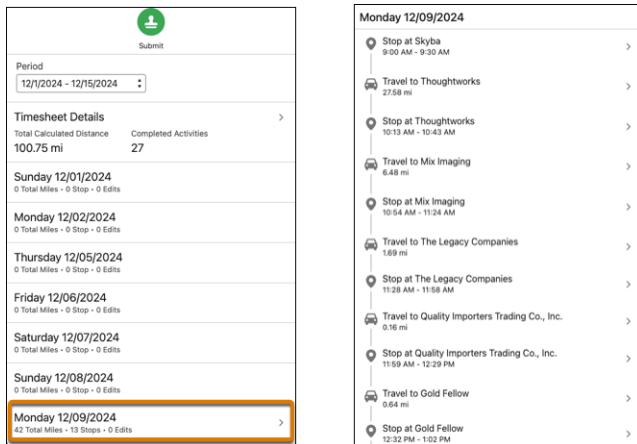 Submit
Period
12/1/2024 - 12/15/2024
Timesheet Details
Total Calculated Distance Completed Activities
100.75 mi 27
Sunday 12/01/2024
0 Total Miles • 0 Stop • 0 Edits
Monday 12/02/2024
0 Total Miles • 0 Stop • 0 Edits
Thursday 12/05/2024
0 Total Miles • 0 Stop • 0 Edits
Friday 12/06/2024
0 Total Miles • 0 Stop • 0 Edits
Saturday 12/07/2024
0 Total Miles • 0 Stop • 0 Edits
Sunday 12/08/2024
0 Total Miles • 0 Stop • 0 Edits
Monday 12/09/2024
42 Total Miles • 13 Stops • 0 Edits
Monday 12/09/2024
Stop at Skyba
9:00 AM - 9:30 AM
Travel to Thoughtworks
27.58 mi
Stop at Thoughtworks
10:13 AM - 10:43 AM
Travel to Mix Imaging
6.48 mi
Stop at Mix Imaging
10:54 AM - 11:24 AM
Travel to The Legacy Companies
1.69 mi
Stop at The Legacy Companies
11:28 AM - 11:58 AM
Travel to Quality Importers Trading Co., Inc.
0.16 mi
Stop at Quality Importers Trading Co., Inc.
11:59 AM - 12:29 PM
Travel to Gold Fellow
0.64 mi
Stop at Gold Fellow
12:32 PM - 1:02 PM